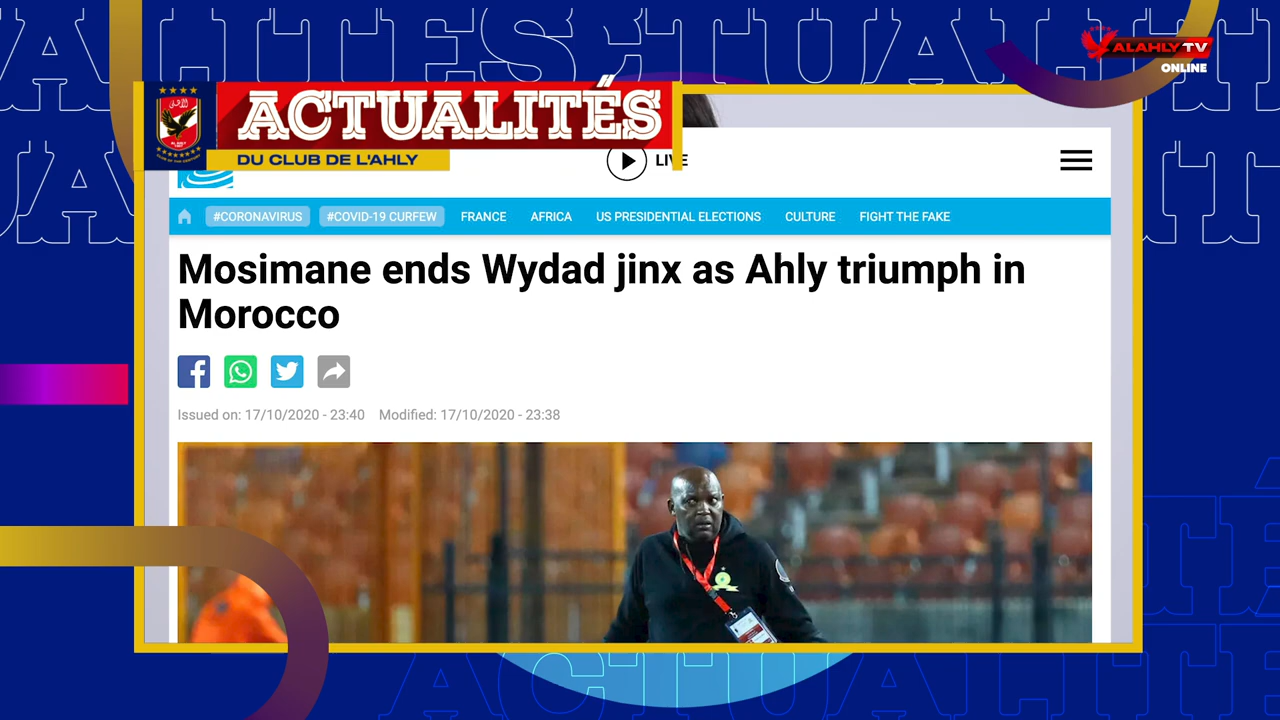 ALAHLY TV
ONLINE
ACTUALITÉS
DU CLUB DE L'AHLY
LIVE
#CORONAVIRUS
#COVID-19 CURFEW
FRANCE
AFRICA
US PRESIDENTIAL ELECTIONS
CULTURE
FIGHT THE FAKE
Mosimane ends Wydad jinx as Ahly triumph in
Morocco
Issued on: 17/10/2020 - 23:40 Modified: 17/10/2020 - 23:38
ACTUALITÉ